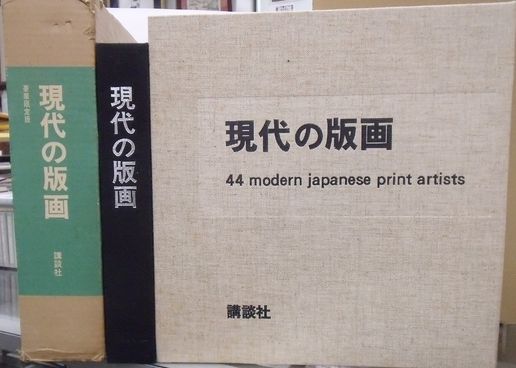 現代の版画
講談社
現代の版画
現代の版画
44 modern japanese print artists
講談社